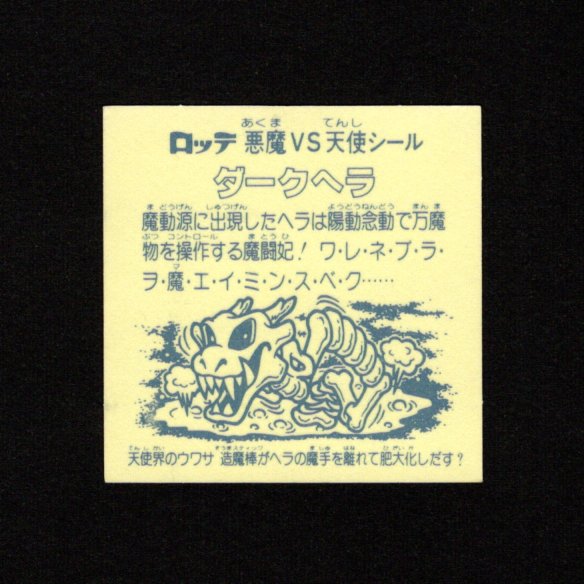 ロッテ 悪魔VS天使シール
ダークヘラ
魔動源に出現したヘラは陽動念動で万魔
物を操作する魔闘妃！ ワ・レ・ネ・ブ・ラ・
ヲ・魔・エ・イ・ミ・ン・ス・ベ・ク……
天使界のウワサ 造魔棒がヘラの魔手を離れて肥大化しだす？